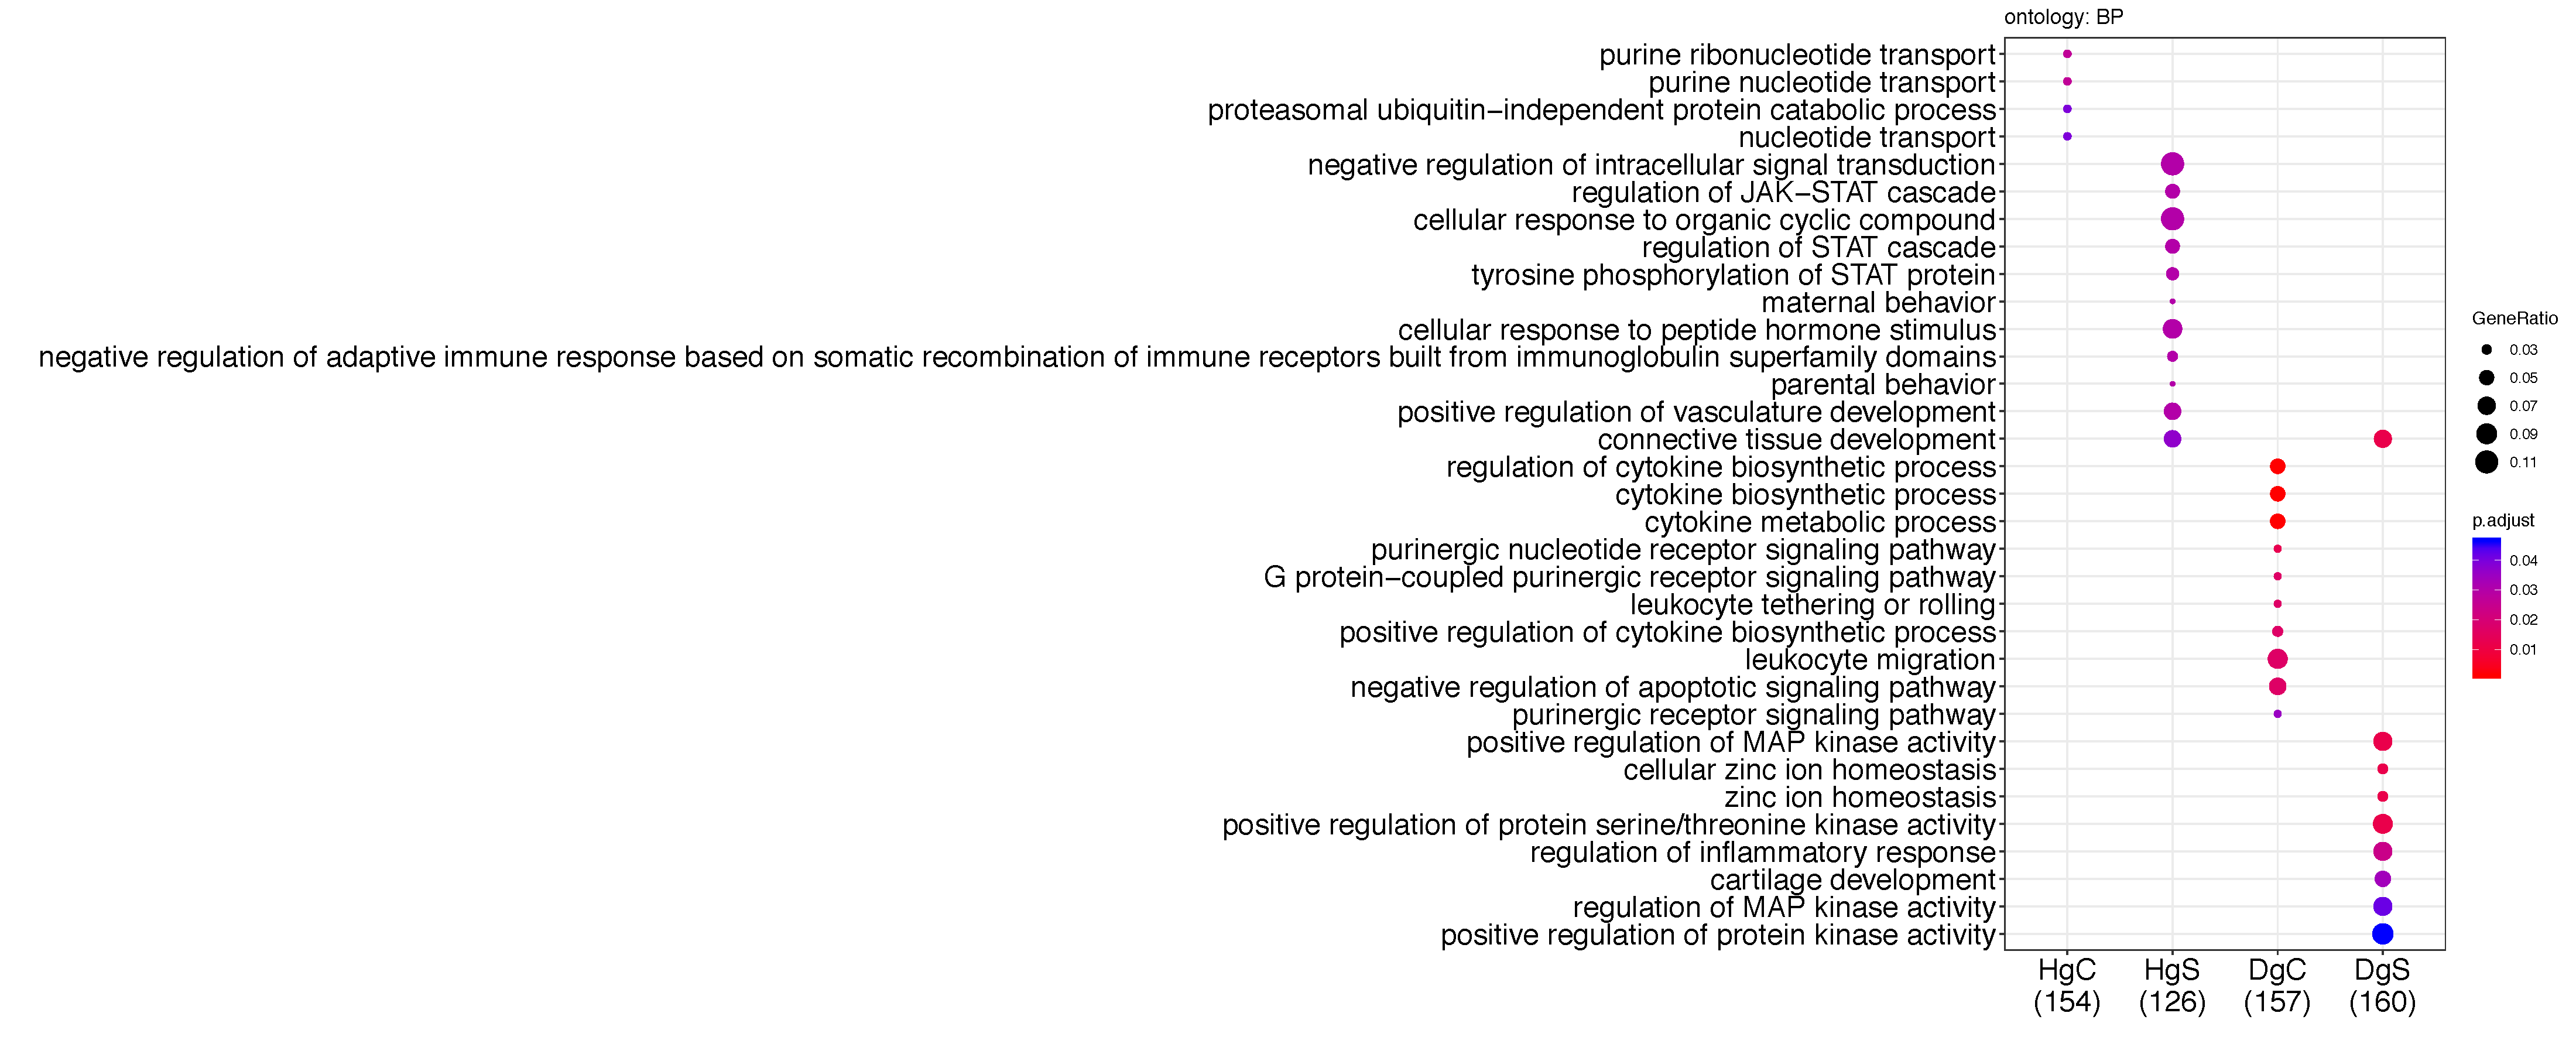 ontology: BP
purine ribonucleotide transport
purine nucleotide transport
proteasomal ubiquitin−independent protein catabolic process
nucleotide transport
negative regulation of intracellular signal transduction
regulation of JAK−STAT cascade
cellular response to organic cyclic compound
regulation of STAT cascade
tyrosine phosphorylation of STAT protein
maternal behavior
cellular response to peptide hormone stimulus
negative regulation of adaptive immune response based on somatic recombination of immune receptors built from immunoglobulin superfamily domains
parental behavior
positive regulation of vasculature development
connective tissue development
regulation of cytokine biosynthetic process
cytokine biosynthetic process
cytokine metabolic process
purinergic nucleotide receptor signaling pathway
G protein−coupled purinergic receptor signaling pathway
leukocyte tethering or rolling
positive regulation of cytokine biosynthetic process
leukocyte migration
negative regulation of apoptotic signaling pathway
purinergic receptor signaling pathway
positive regulation of MAP kinase activity
cellular zinc ion homeostasis
zinc ion homeostasis
positive regulation of protein serine/threonine kinase activity
regulation of inflammatory response
cartilage development
regulation of MAP kinase activity
positive regulation of protein kinase activity
HgC HgS DgC DgS
(154) (126) (157) (160)
GeneRatio
0.03
0.05
0.07
0.09
0.11
p.adjust
0.04
0.03
0.02
0.01